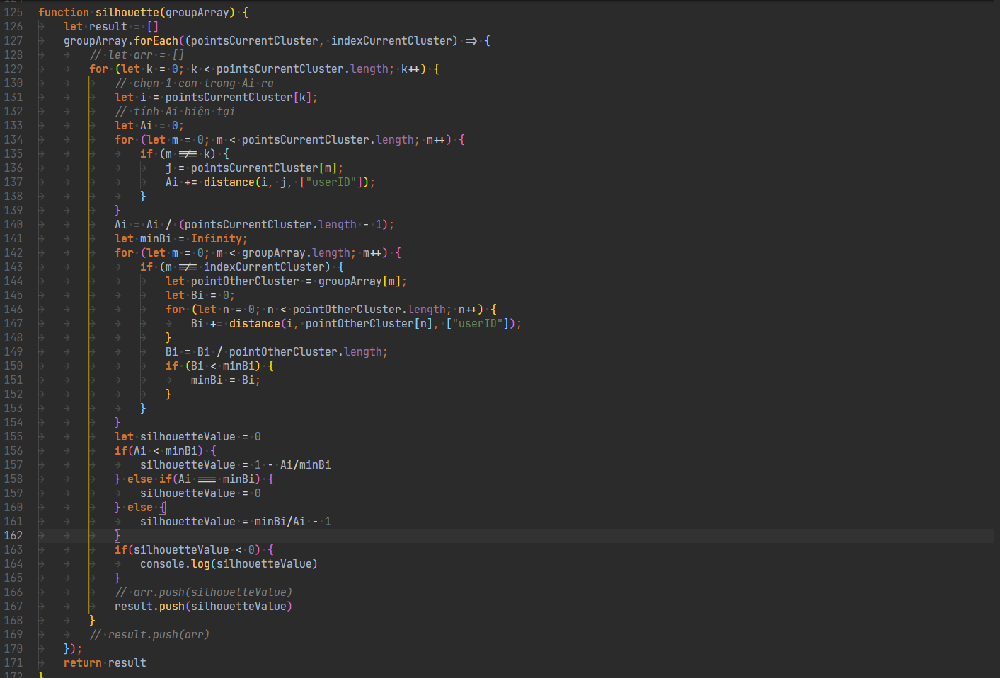 125 function silhouette(groupArray) {
126 let result = []
127 groupArray.forEach((pointsCurrentCluster, indexCurrentCluster) => {
128 // let arr = []
129 for (let k = 0; k < pointsCurrentCluster.length; k++) {
130 // chọn 1 con trong Ai ra
131 let i = pointsCurrentCluster[k];
132 // tính Ai hiện tại
133 let Ai = 0;
134 for (let m = 0; m < pointsCurrentCluster.length; m++) {
135 if (m !== k) {
136 j = pointsCurrentCluster[m];
137 Ai += distance(i, j, ["userID"]);
138 }
139 }
140 Ai = Ai / (pointsCurrentCluster.length - 1);
141 let minBi = Infinity;
142 for (let m = 0; m < groupArray.length; m++) {
143 if (m !== indexCurrentCluster) {
144 let pointOtherCluster = groupArray[m];
145 let Bi = 0;
146 for (let n = 0; n < pointOtherCluster.length; n++) {
147 Bi += distance(i, pointOtherCluster[n], ["userID"]);
148 }
149 Bi = Bi / pointOtherCluster.length;
150 if (Bi < minBi) {
151 minBi = Bi;
152 }
153 }
154 }
155 let silhouetteValue = 0
156 if(Ai < minBi) {
157 silhouetteValue = 1 - Ai/minBi
158 } else if(Ai === minBi) {
159 silhouetteValue = 0
160 } else {
161 silhouetteValue = minBi/Ai - 1
162 }
163 if(silhouetteValue < 0) {
164 console.log(silhouetteValue)
165 }
166 // arr.push(silhouetteValue)
167 result.push(silhouetteValue)
168 }
169 // result.push(arr)
170 });
171 return result
172 }